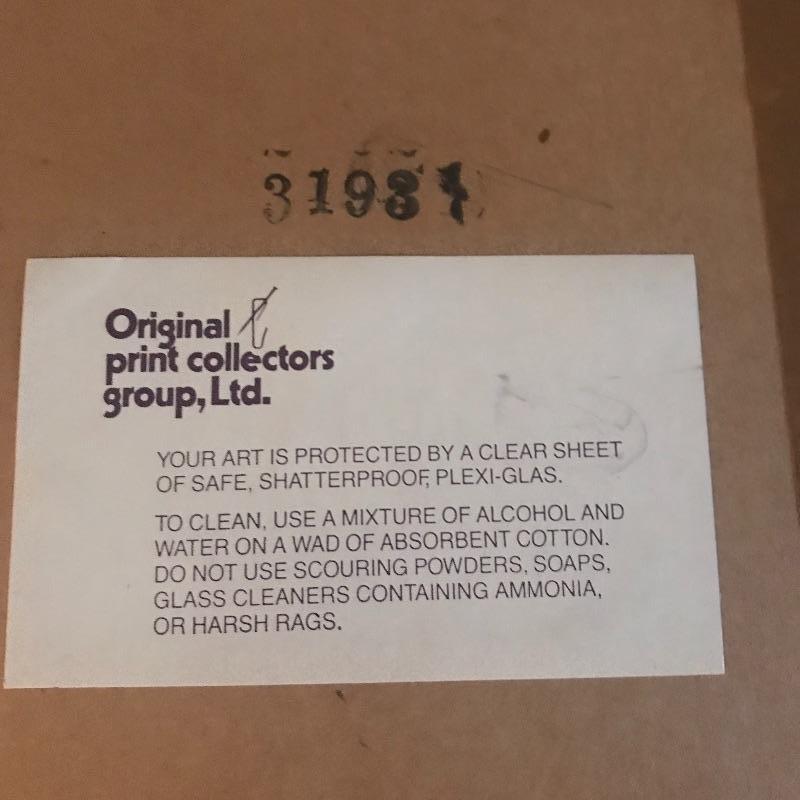 3193
Original
print collectors
group, Ltd.
YOUR ART IS PROTECTED BY A CLEAR SHEET
OF SAFE, SHATTERPROOF, PLEXI-GLAS.
TO CLEAN, USE A MIXTURE OF ALCOHOL AND
WATER ON A WAD OF ABSORBENT COTTON.
DO NOT USE SCOURING POWDERS, SOAPS,
GLASS CLEANERS CONTAINING AMMONIA,
OR HARSH RAGS.